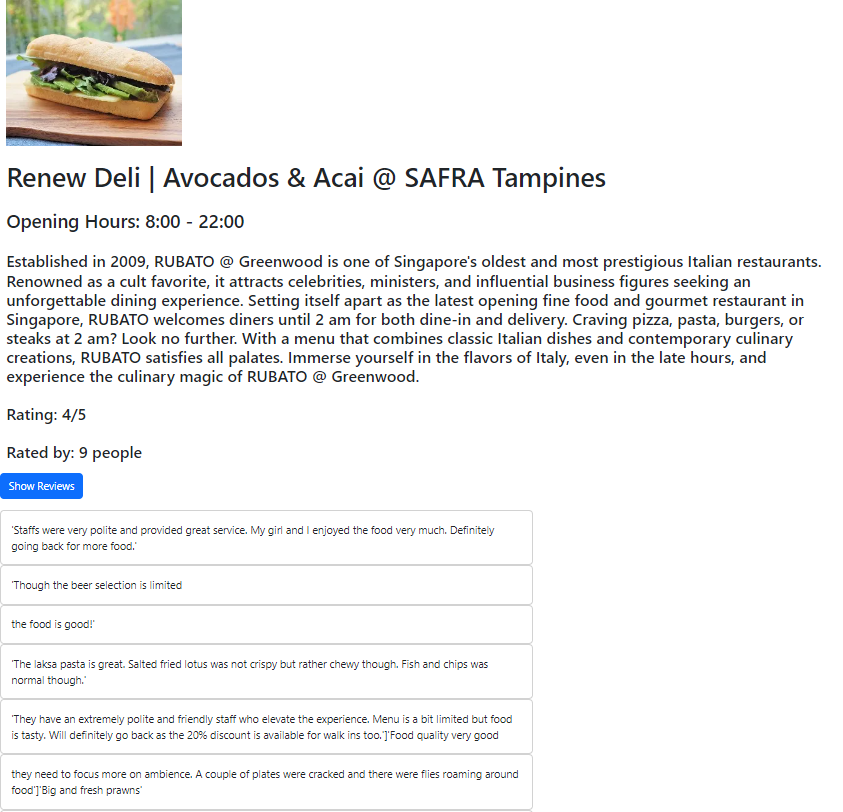 Renew Deli | Avocados & Acai @ SAFRA Tampines
Opening Hours: 8:00 - 22:00
Established in 2009, RUBATO @ Greenwood is one of Singapore's oldest and most prestigious Italian restaurants.
Renowned as a cult favorite, it attracts celebrities, ministers, and influential business figures seeking an
unforgettable dining experience. Setting itself apart as the latest opening fine food and gourmet restaurant in
Singapore, RUBATO welcomes diners until 2 am for both dine-in and delivery. Craving pizza, pasta, burgers, or
steaks at 2 am? Look no further. With a menu that combines classic Italian dishes and contemporary culinary
creations, RUBATO satisfies all palates. Immerse yourself in the flavors of Italy, even in the late hours, and
experience the culinary magic of RUBATO @ Greenwood.
Rating: 4/5
Rated by: 9 people
Show Reviews
'Staffs were very polite and provided great service. My girl and I enjoyed the food very much. Definitely
going back for more food.'
'Though the beer selection is limited
the food is good!'
'The laksa pasta is great. Salted fried lotus was not crispy but rather chewy though. Fish and chips was
normal though.'
'They have an extremely polite and friendly staff who elevate the experience. Menu is a bit limited but food
is tasty. Will definitely go back as the 20% discount is available for walk ins too.']'Food quality very good
they need to focus more on ambience. A couple of plates were cracked and there were flies roaming around
food']'Big and fresh prawns'